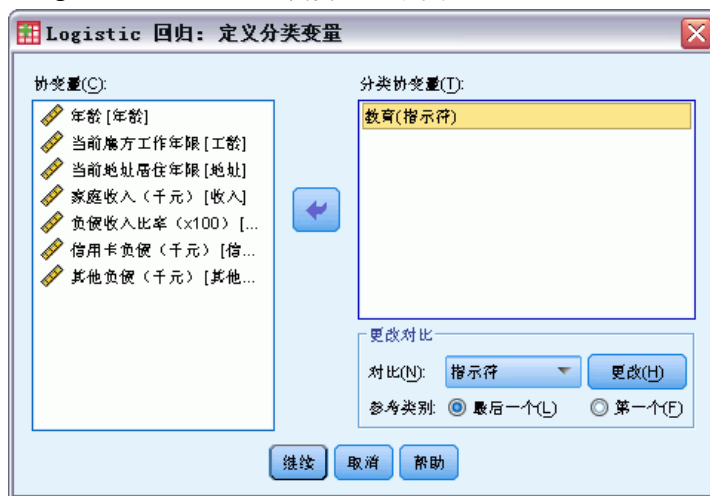 Logistic 回归: 定义分类变量
协变量(C):
年龄 [年龄]
当前雇方工作年限 [工龄]
当前地址居住年限 [地址]
家庭收入（千元） [收入]
负债收入比率（x100） [...
信用卡负债（千元） [信...
其他负债（千元） [其他...
分类协变量(T):
教育(指示符)
更改对比
对比(N): 指示符 更改(H)
参考类别: 最后一个(L) 第一个(F)
继续 取消 帮助